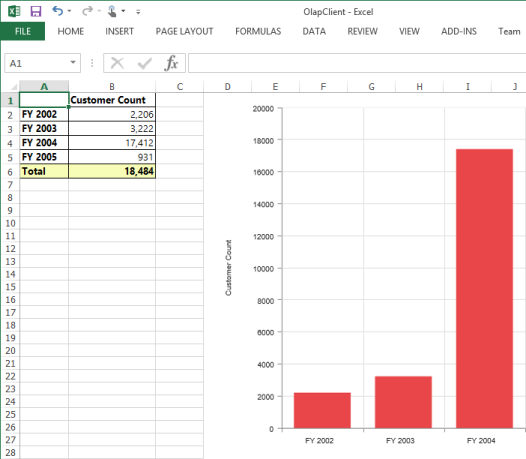 OlapClient - Excel
FILE HOME INSERT PAGE LAYOUT FORMULAS DATA REVIEW VIEW ADD-INS Team
A1 fx
A B C D E F G H I J
1 Customer Count
2 FY 2002 2,206
3 FY 2003 3,222
4 FY 2004 17,412
5 FY 2005 931
6 Total 18,484
7
8
9
10
11
12
13
14
15
16
17
18
19
20
21
22
23
24
25
26
27
28
20000
18000
16000
14000
12000
10000
8000
6000
4000
2000
0
Customer Count
FY 2002 FY 2003 FY 2004